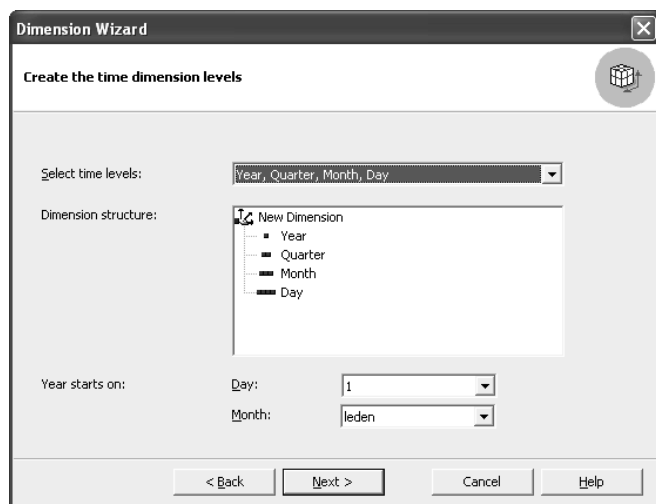 Dimension Wizard
Create the time dimension levels
Select time levels: Year, Quarter, Month, Day
Dimension structure: New Dimension
Year
Quarter
Month
Day
Year starts on: Day: 1
Month: leden
< Back Next > Cancel Help